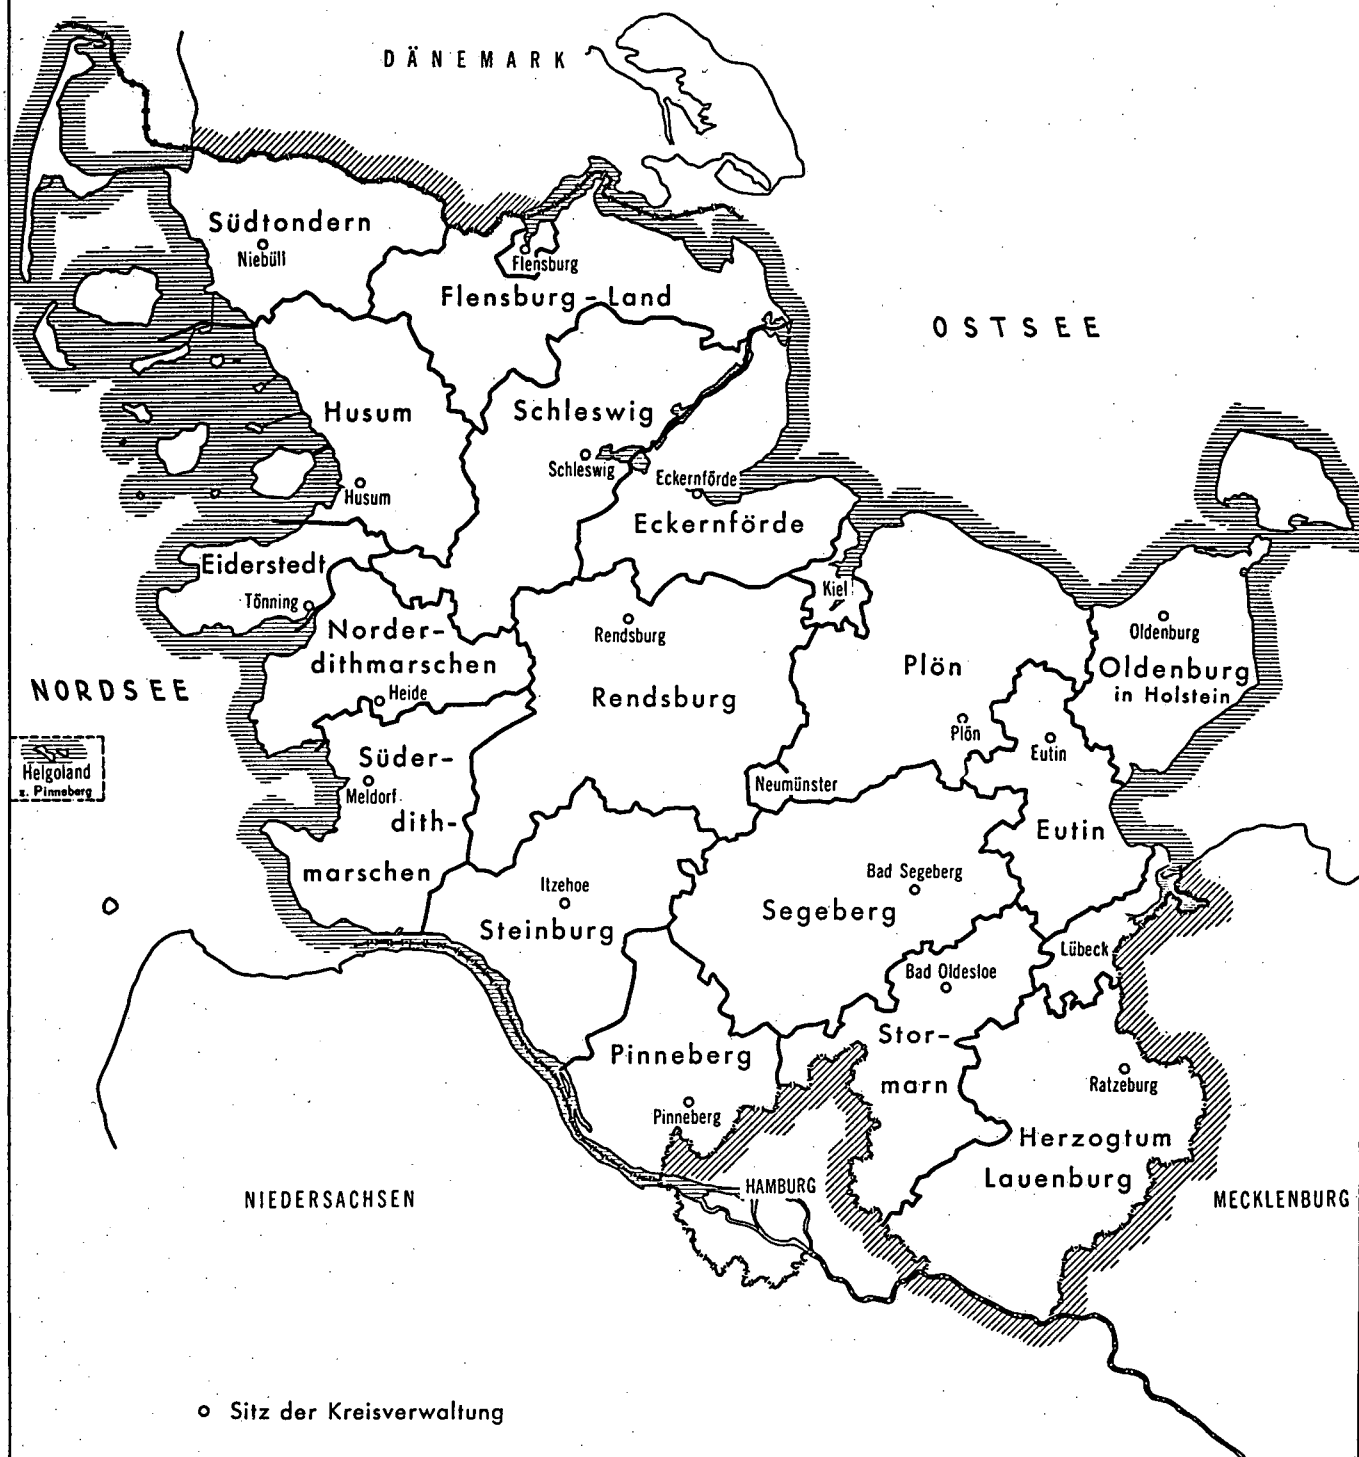 DÄNEMARK
Südtondern
Niebüll
Flensburg
Flensburg-Land
OSTSEE
Husum
Schleswig
Schleswig
Husum
Eckernförde
Eckernförde
Eiderstedt
Tönning
Kiel
Norder-
dithmarschen
Heide
Rendsburg
Rendsburg
Plön
Plön
Oldenburg
Oldenburg
in Holstein
NORDSEE
Helgoland
z. Pinneberg
Süder-
Meldorf
dith-
marschen
Neumünster
Eutin
Eutin
Itzehoe
Steinburg
Bad Segeberg
Segeberg
Lübeck
Bad Oldesloe
Stor-
marn
Pinneberg
Pinneberg
Ratzeburg
Herzogtum
Lauenburg
HAMBURG
NIEDERSACHSEN
MECKLENBURG
Sitz der Kreisverwaltung